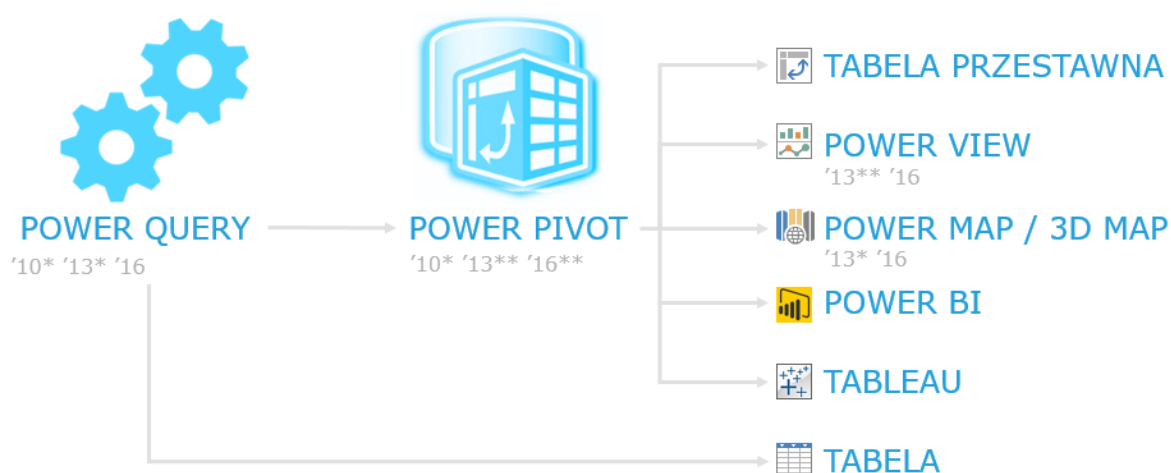 POWER QUERY
’10* ’13* ’16
POWER PIVOT
’10* ’13** ’16**
TABELA PRZESTAWNA
POWER VIEW
’13** ’16
POWER MAP / 3D MAP
’13* ’16
POWER BI
TABLEAU
TABELA